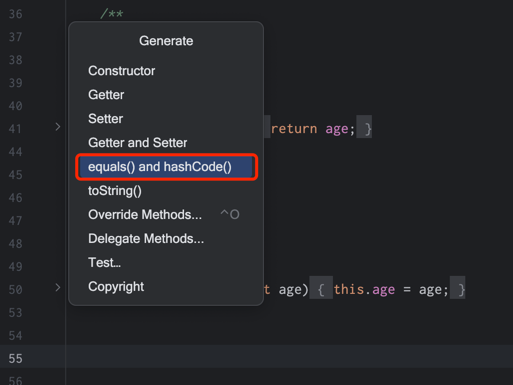 36 /**
37 Generate
38
Constructor
39
Getter
40
Setter
41 return age; }
44 Getter and Setter
45 equals() and hashCode()
46 toString()
47 Override Methods... ^O
48 Delegate Methods...
49 Test...
50 Copyright t age) { this.age = age; }
53
54
55
56